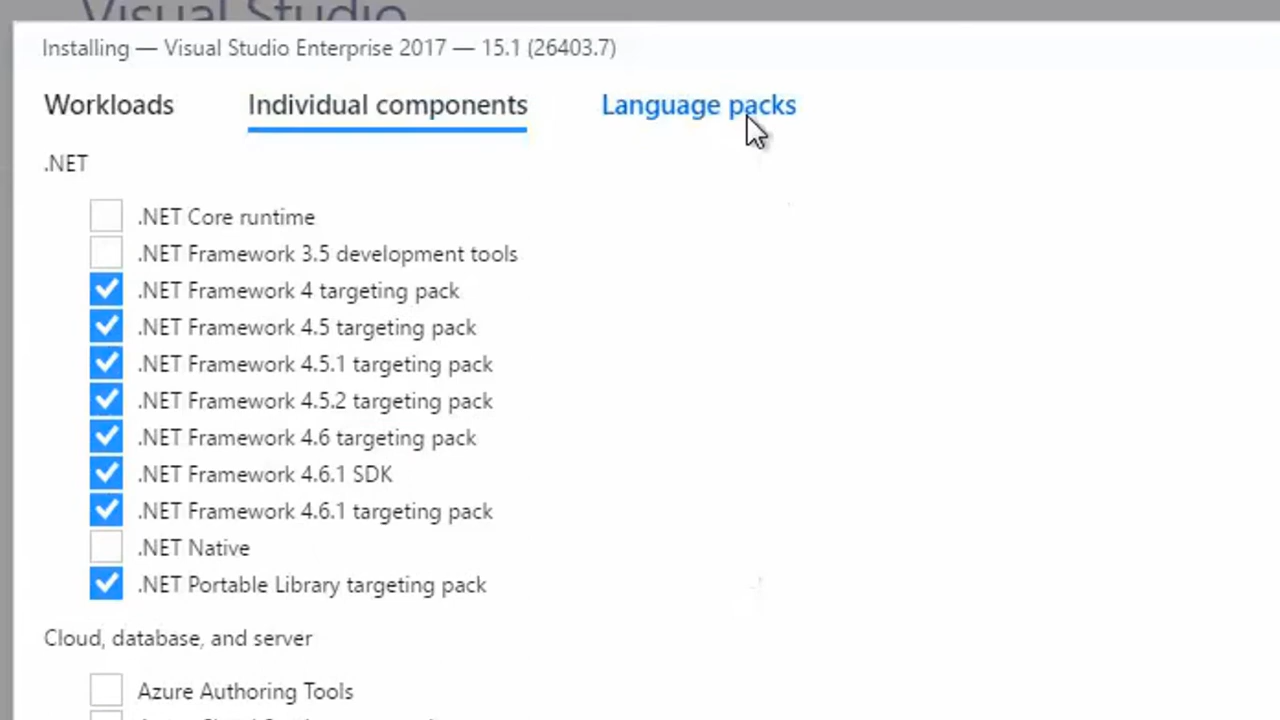 Visual Studio
Installing — Visual Studio Enterprise 2017 — 15.1 (26403.7)
Workloads Individual components Language packs
.NET
.NET Core runtime
.NET Framework 3.5 development tools
.NET Framework 4 targeting pack
.NET Framework 4.5 targeting pack
.NET Framework 4.5.1 targeting pack
.NET Framework 4.5.2 targeting pack
.NET Framework 4.6 targeting pack
.NET Framework 4.6.1 SDK
.NET Framework 4.6.1 targeting pack
.NET Native
.NET Portable Library targeting pack
Cloud, database, and server
Azure Authoring Tools